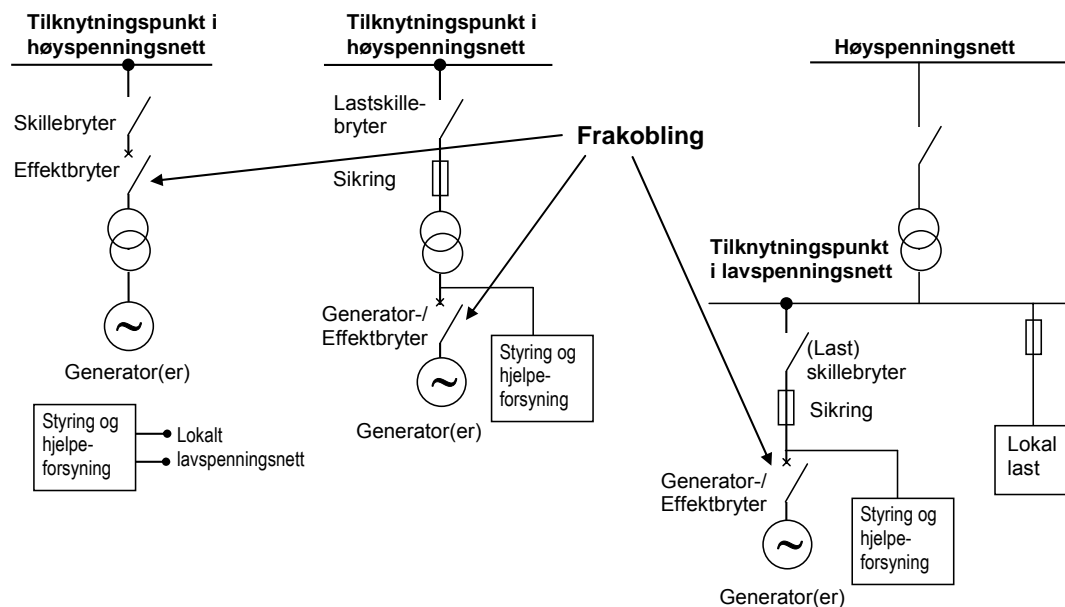 Tilknytningspunkt i
høyspenningsnett
Skillebryter
Effektbryter
Generator(er)
Styring og
hjelpe-
forsyning
Lokalt
lavspenningsnett
Tilknytningspunkt i
høyspenningsnett
Lastskille-
bryter
Sikring
Generator-/
Effektbryter
Styring og
hjelpe-
forsyning
Generator(er)
Frakobling
Høyspenningsnett
Tilknytningspunkt
i lavspenningsnett
(Last)
skillebryter
Sikring
Generator-/
Effektbryter
Styring og
hjelpe-
forsyning
Generator(er)
Lokal
last